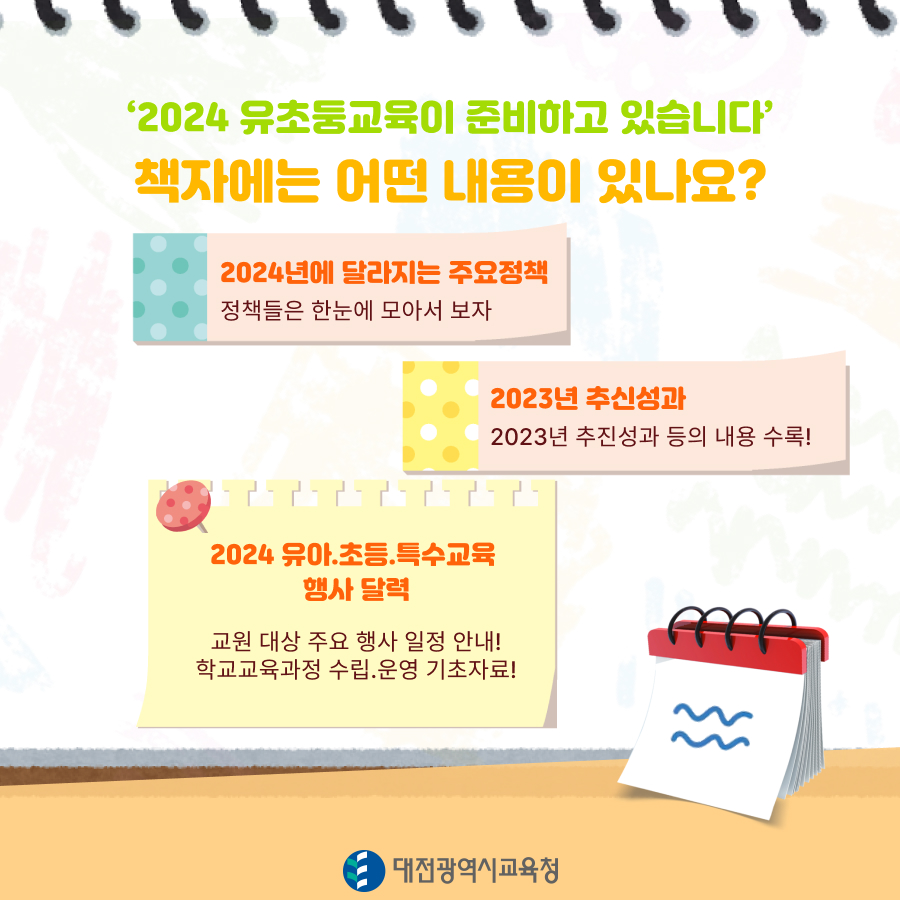 ‘2024 유초둥교육이 준비하고 있습니다’
책자에는 어떤 내용이 있나요?
2024년에 달라지는 주요정책
정책들은 한눈에 모아서 보자
2023년 추신성과
2023년 추진성과 등의 내용 수록!
2024 유아.초등.특수교육
행사 달력
교원 대상 주요 행사 일정 안내!
학교교육과정 수립.운영 기초자료!
대전광역시교육청